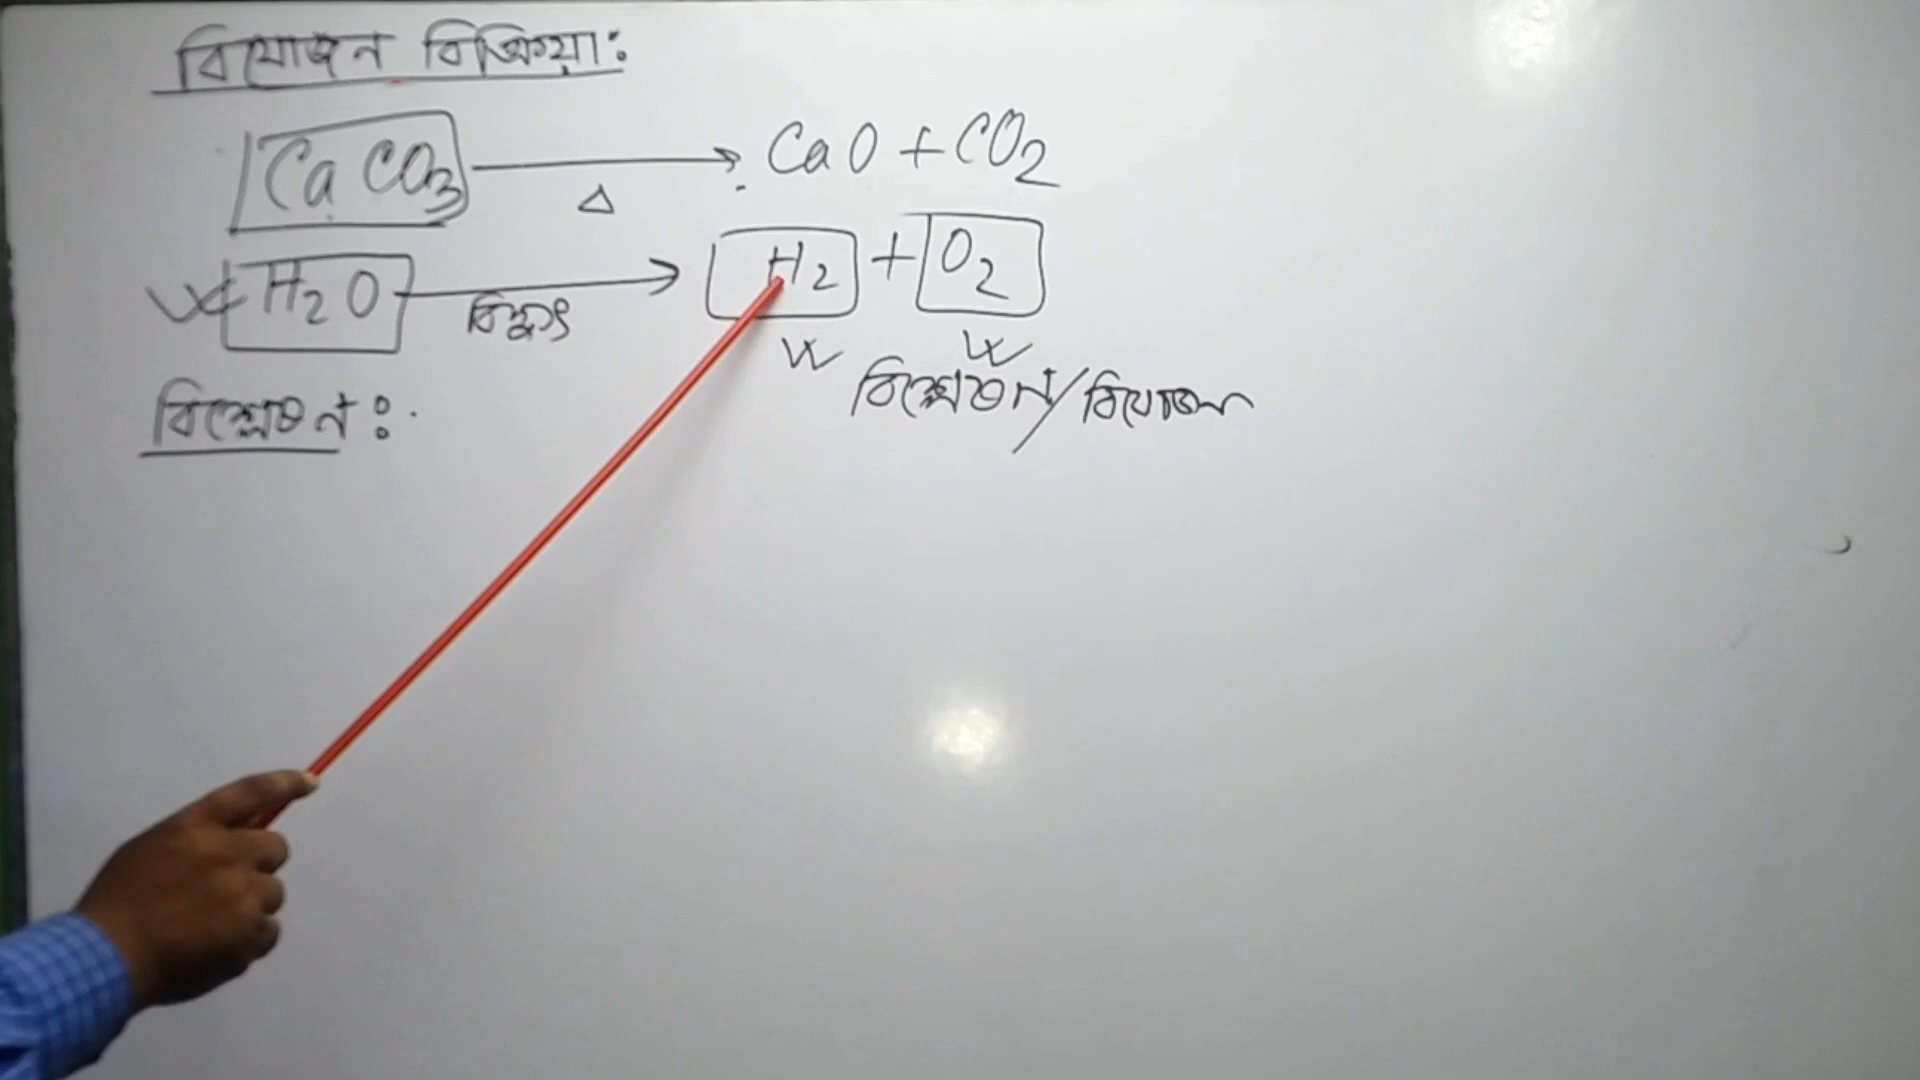 বিযোজন বিক্রিয়া:
CaCO3 → CaO + CO2
Δ
H2O → H2 + O2
বিদ্যুৎ
বিশ্লেষণ/বিযোজন
বিশ্লেষণ: